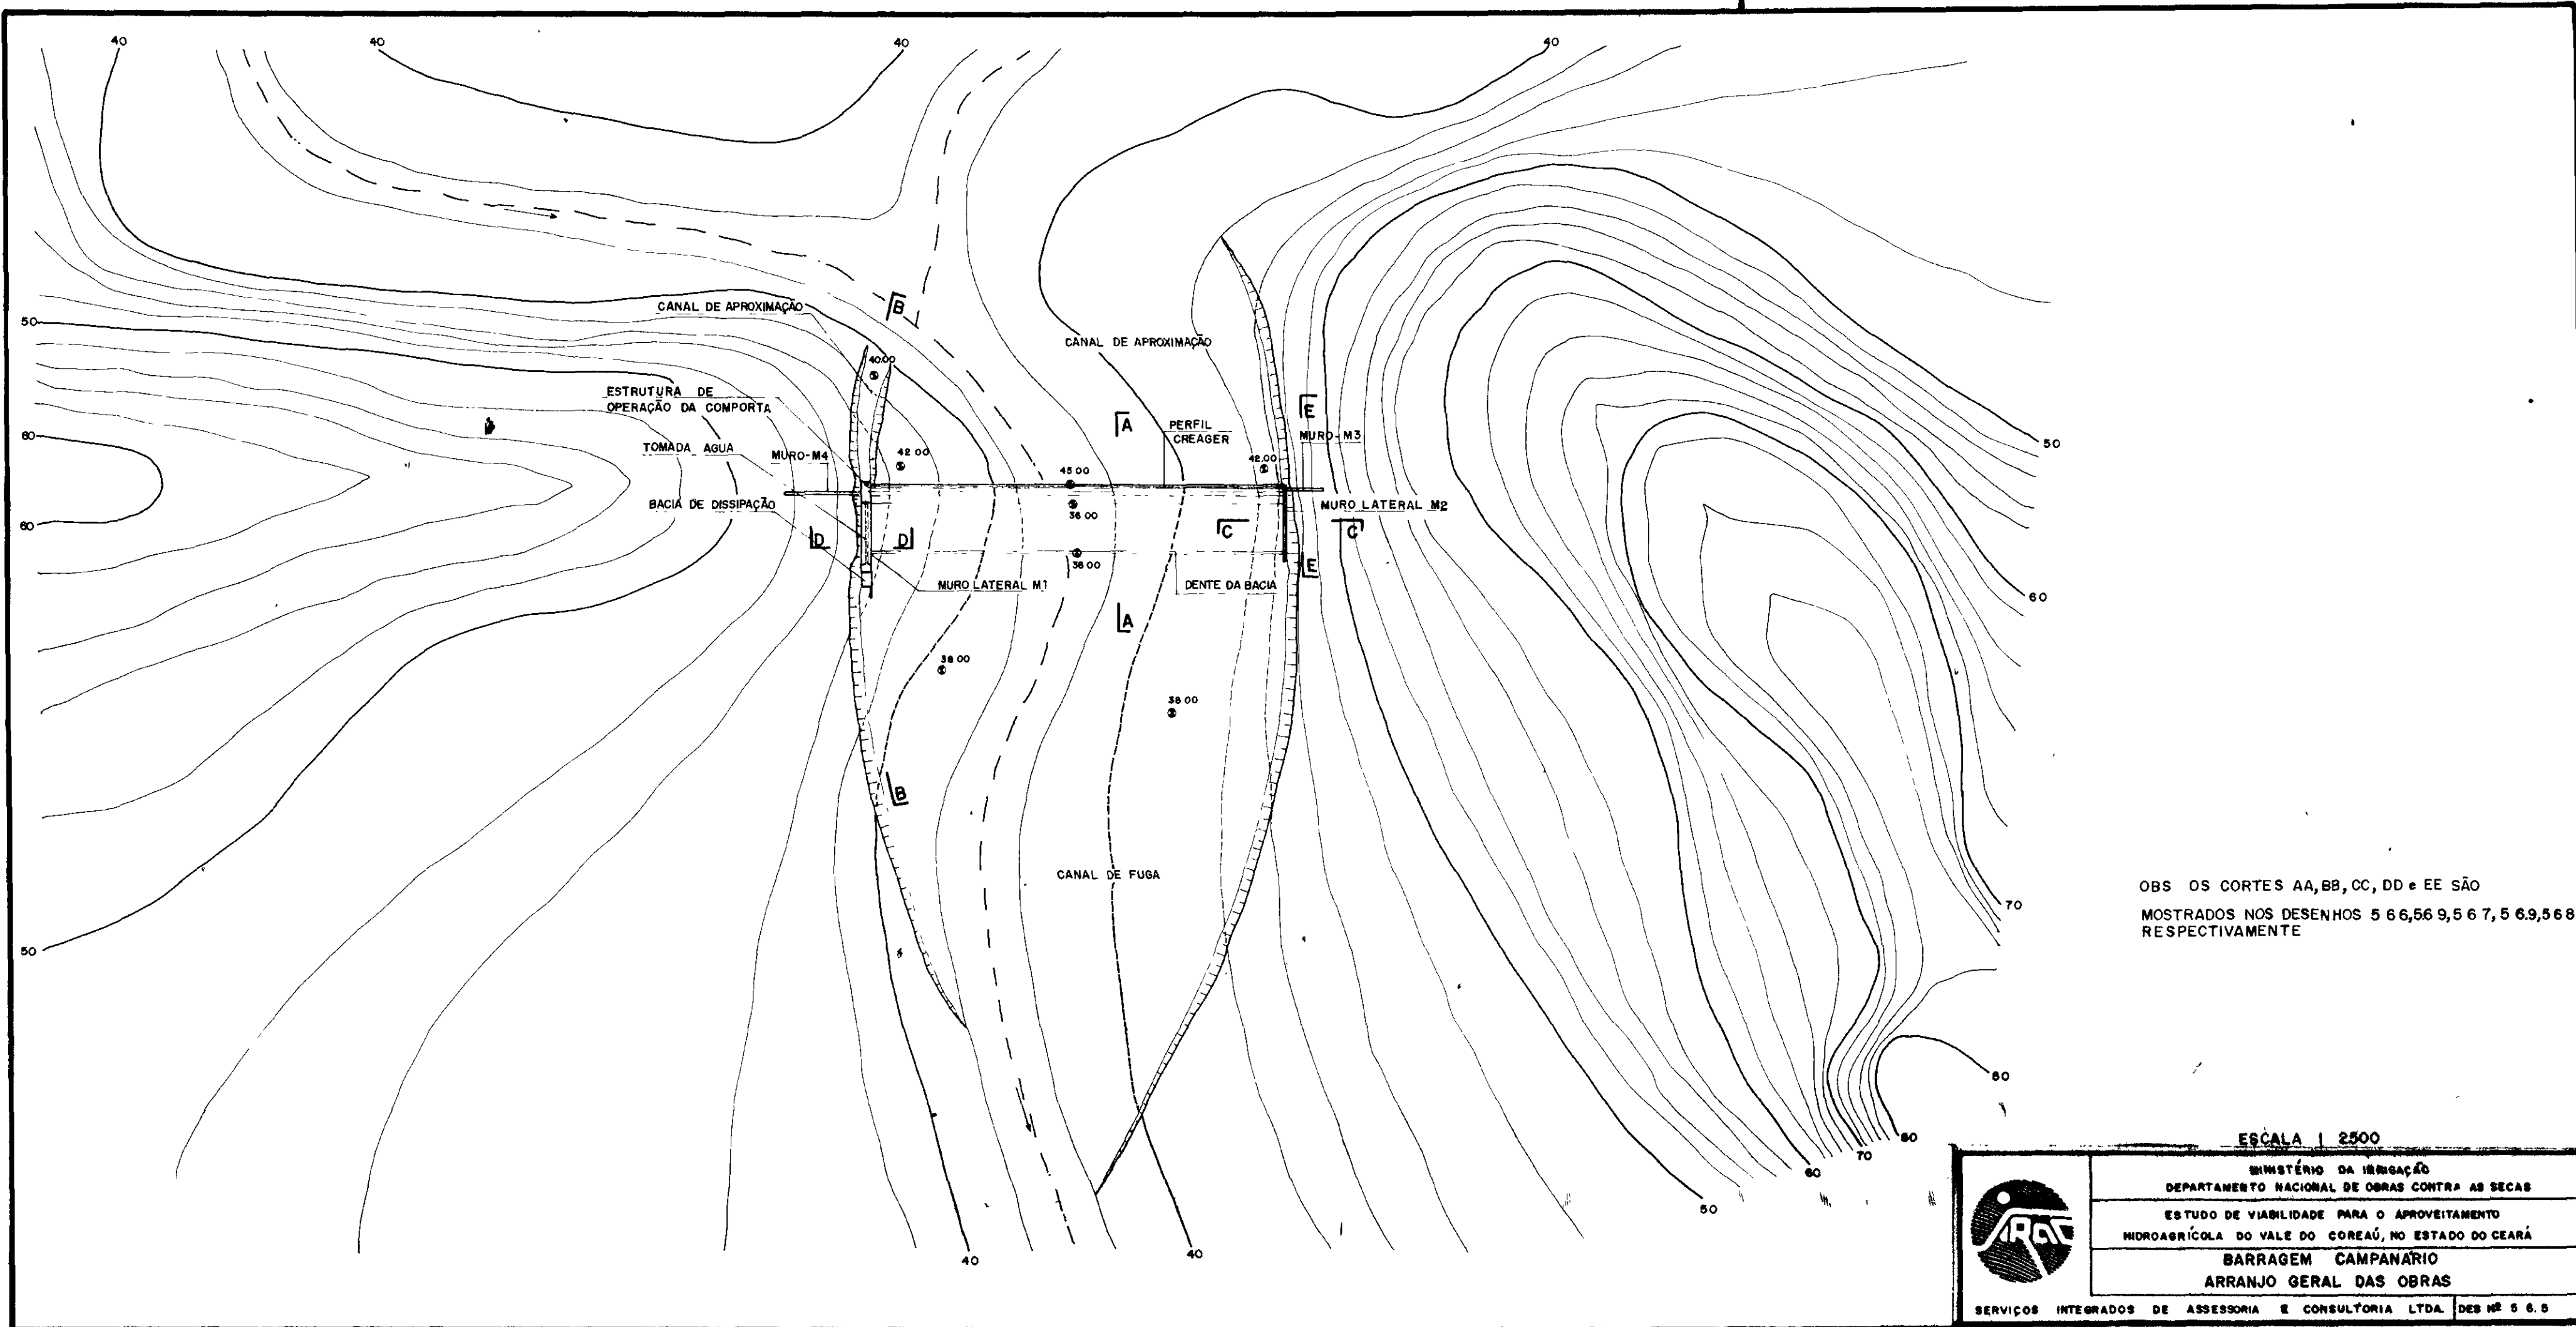 40
40
40
40
50
CANAL DE APROXIMAÇÃO
B
CANAL DE APROXIMAÇÃO
40.00
ESTRUTURA DE
OPERAÇÃO DA COMPORTA
A
PERFIL
CREAGER
E
MURO-M3
60
50
TOMADA AGUA
MURO-M4
42 00
45 00
42.00
BACIA DE DISSIPAÇÃO
36 00
MURO LATERAL M2
60
D
D
C
C
38 00
E
MURO LATERAL M1
DENTE DA BACIA
60
A
38 00
38 00
B
CANAL DE FUGA
OBS OS CORTES AA, BB, CC, DD e EE SÃO
MOSTRADOS NOS DESENHOS 5 6 6,5.6 9,5 6 7, 5 6.9,5 6 8
RESPECTIVAMENTE
70
50
80
80
70
60
50
40
40
ESCALA 1 2500
MINISTÉRIO DA IRRIGAÇÃO
DEPARTAMENTO NACIONAL DE OBRAS CONTRA AS SECAS
ESTUDO DE VIABILIDADE PARA O APROVEITAMENTO
HIDROAGRÍCOLA DO VALE DO COREAÚ, NO ESTADO DO CEARÁ
BARRAGEM CAMPANÁRIO
ARRANJO GERAL DAS OBRAS
SERVIÇOS INTEGRADOS DE ASSESSORIA E CONSULTORIA LTDA.
DES Nº 5 6.5